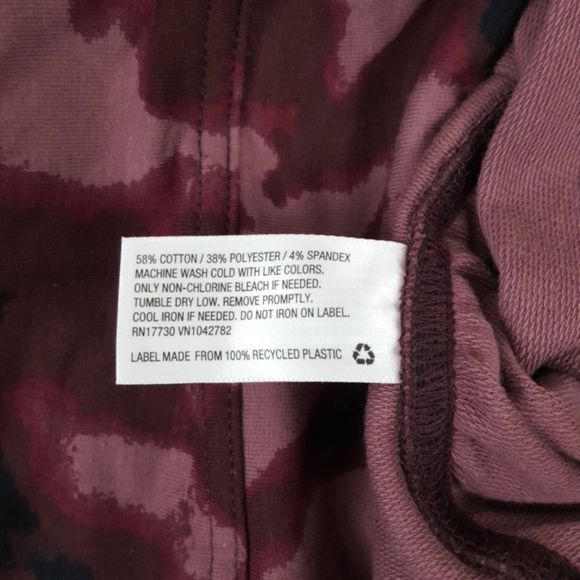 58% COTTON / 38% POLYESTER / 4% SPANDEX
MACHINE WASH COLD WITH LIKE COLORS.
ONLY NON-CHLORINE BLEACH IF NEEDED.
TUMBLE DRY LOW. REMOVE PROMPTLY.
COOL IRON IF NEEDED. DO NOT IRON ON LABEL.
RN17730 VN1042782
LABEL MADE FROM 100% RECYCLED PLASTIC